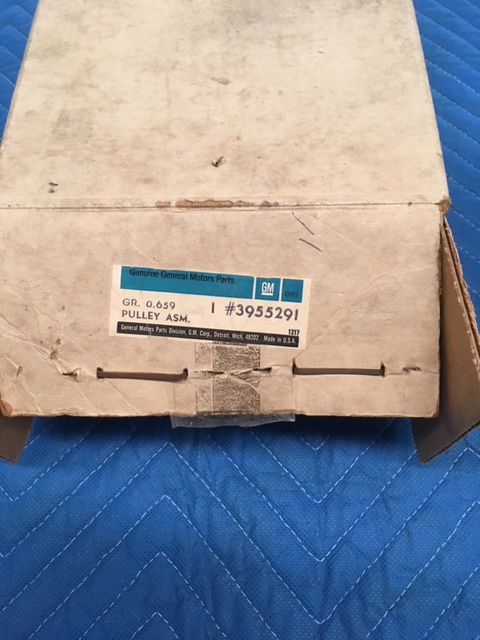 Genuine General Motors Parts
GM
GR. 0.659
1 #3955291
PULLEY ASM.
1227
General Motors Parts Division, G.M. Corp., Detroit, Mich. 48202 Made in U.S.A.